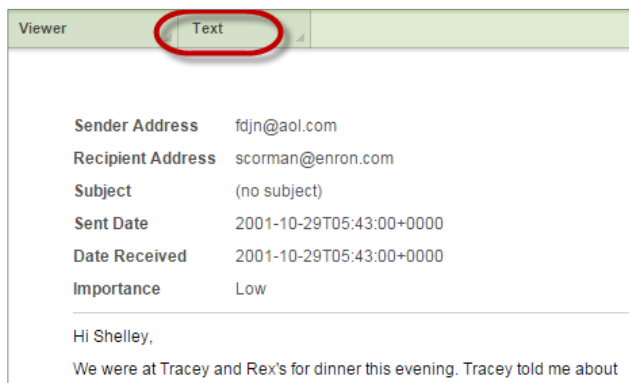 Viewer Text
Sender Address fdjn@aol.com
Recipient Address scorman@enron.com
Subject (no subject)
Sent Date 2001-10-29T05:43:00+0000
Date Received 2001-10-29T05:43:00+0000
Importance Low
Hi Shelley,
We were at Tracey and Rex's for dinner this evening. Tracey told me about